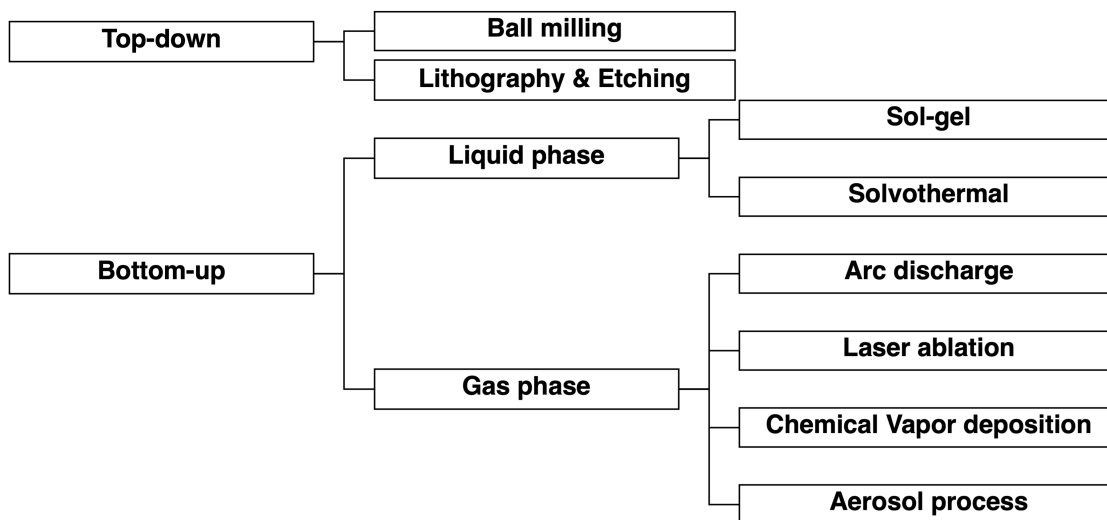 Top-down
Ball milling
Lithography & Etching
Bottom-up
Liquid phase
Sol-gel
Solvothermal
Gas phase
Arc discharge
Laser ablation
Chemical Vapor deposition
Aerosol process